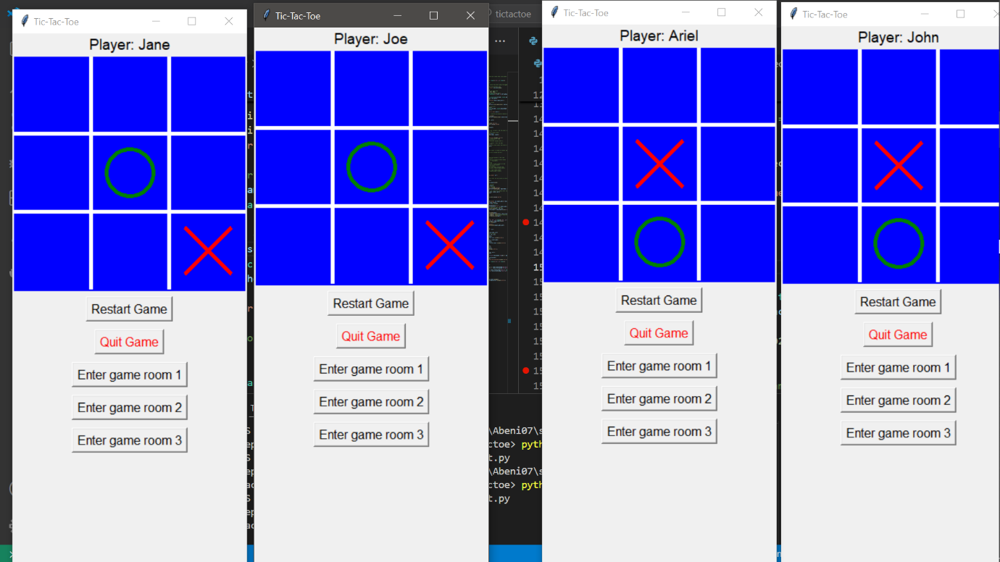 Tic-Tac-Toe
Player: Jane
Restart Game
Quit Game
Enter game room 1
Enter game room 2
Enter game room 3
Tic-Tac-Toe
Player: Joe
Restart Game
Quit Game
Enter game room 1
Enter game room 2
Enter game room 3
tictactoe
\Abeni07\s
ctoe> pyth
t.py
\Abeni07\s
ctoe> pyth
t.py
Tic-Tac-Toe
Player: Ariel
Restart Game
Quit Game
Enter game room 1
Enter game room 2
Enter game room 3
Tic-Tac-Toe
Player: John
Restart Game
Quit Game
Enter game room 1
Enter game room 2
Enter game room 3